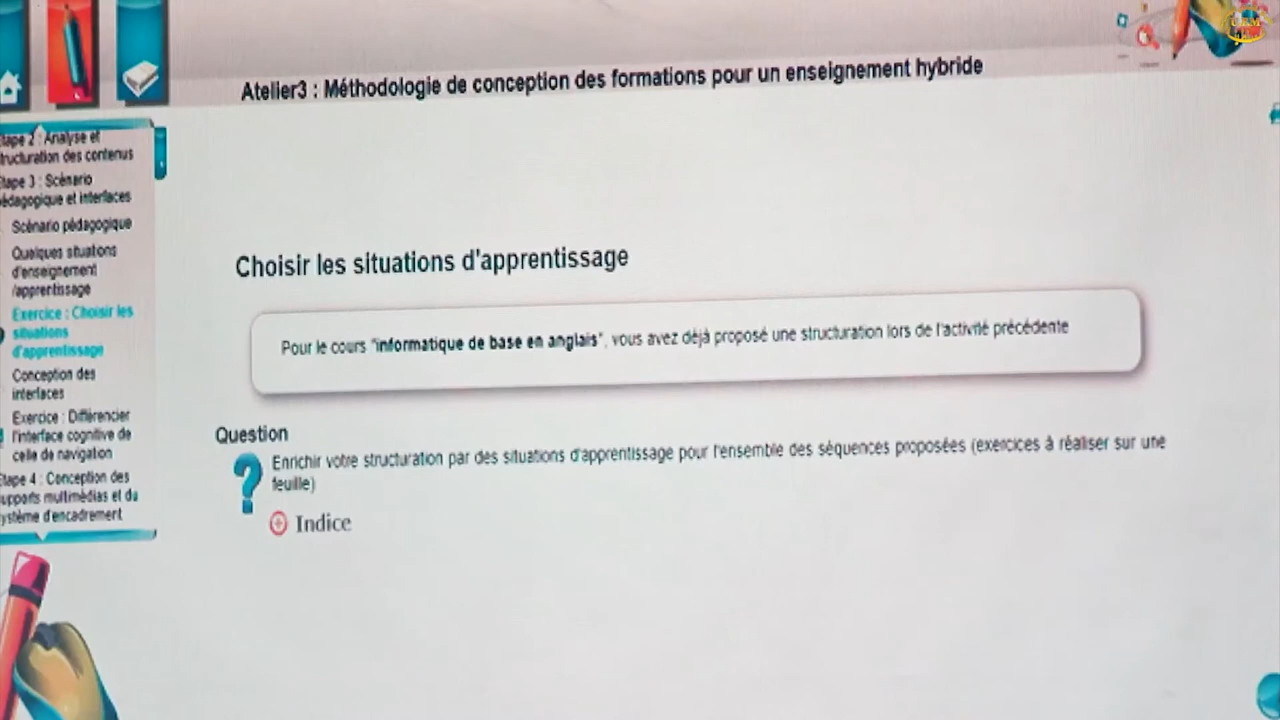 Atelier3 : Méthodologie de conception des formations pour un enseignement hybride
Etape 2 : Analyse et
structuration des contenus
Etape 3 : Scénario
pédagogique et interfaces
Scénario pédagogique
Quelques situations
d'enseignement
/apprentissage
Exercice : Choisir les
situations
d'apprentissage
Conception des
interfaces
Exercice : Différencier
l'interface cognitive de
celle de navigation
Etape 4 : Conception des
supports multimédias et du
système d'encadrement
Choisir les situations d'apprentissage
Pour le cours "informatique de base en anglais", vous avez déjà proposé une structuration lors de l'activité précédente
Question
Enrichir votre structuration par des situations d'apprentissage pour l'ensemble des séquences proposées (exercices à réaliser sur une
feuille)
Indice